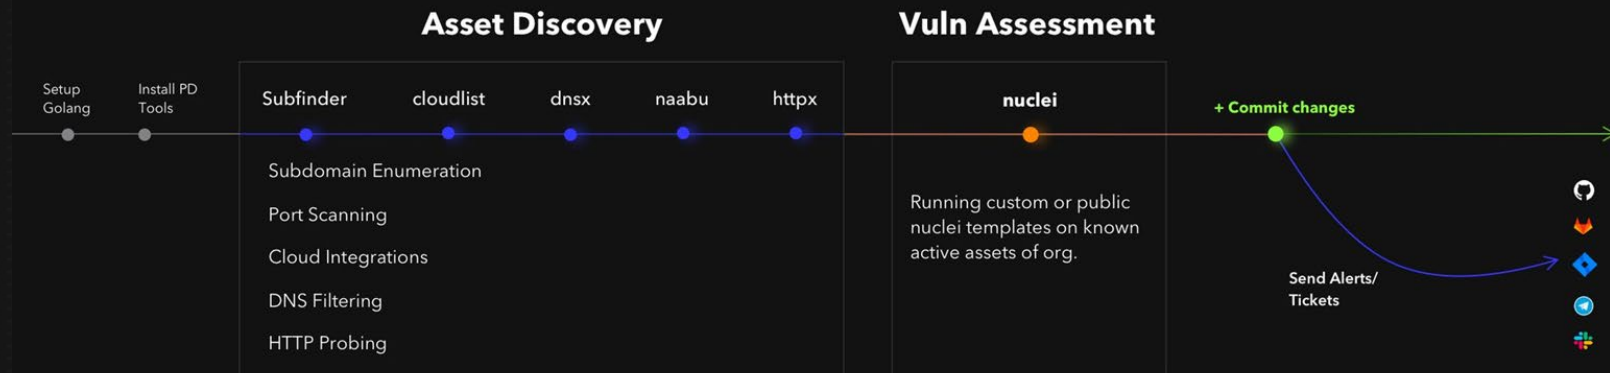 Asset Discovery
Vuln Assessment
Setup
Golang
Install PD
Tools
Subfinder
cloudlist
dnsx
naabu
httpx
nuclei
+ Commit changes
Subdomain Enumeration
Port Scanning
Cloud Integrations
DNS Filtering
HTTP Probing
Running custom or public
nuclei templates on known
active assets of org.
Send Alerts/
Tickets